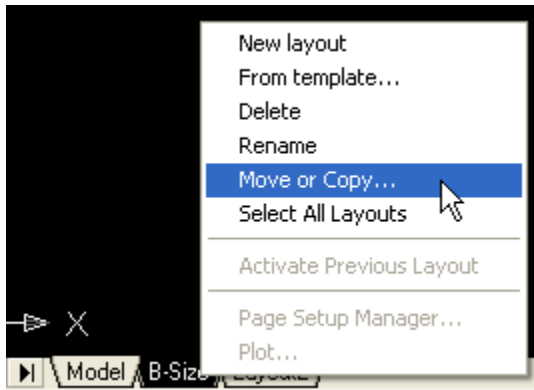 New layout
From template...
Delete
Rename
Move or Copy...
Select All Layouts
Activate Previous Layout
Page Setup Manager...
Plot...
X
Model B-Size